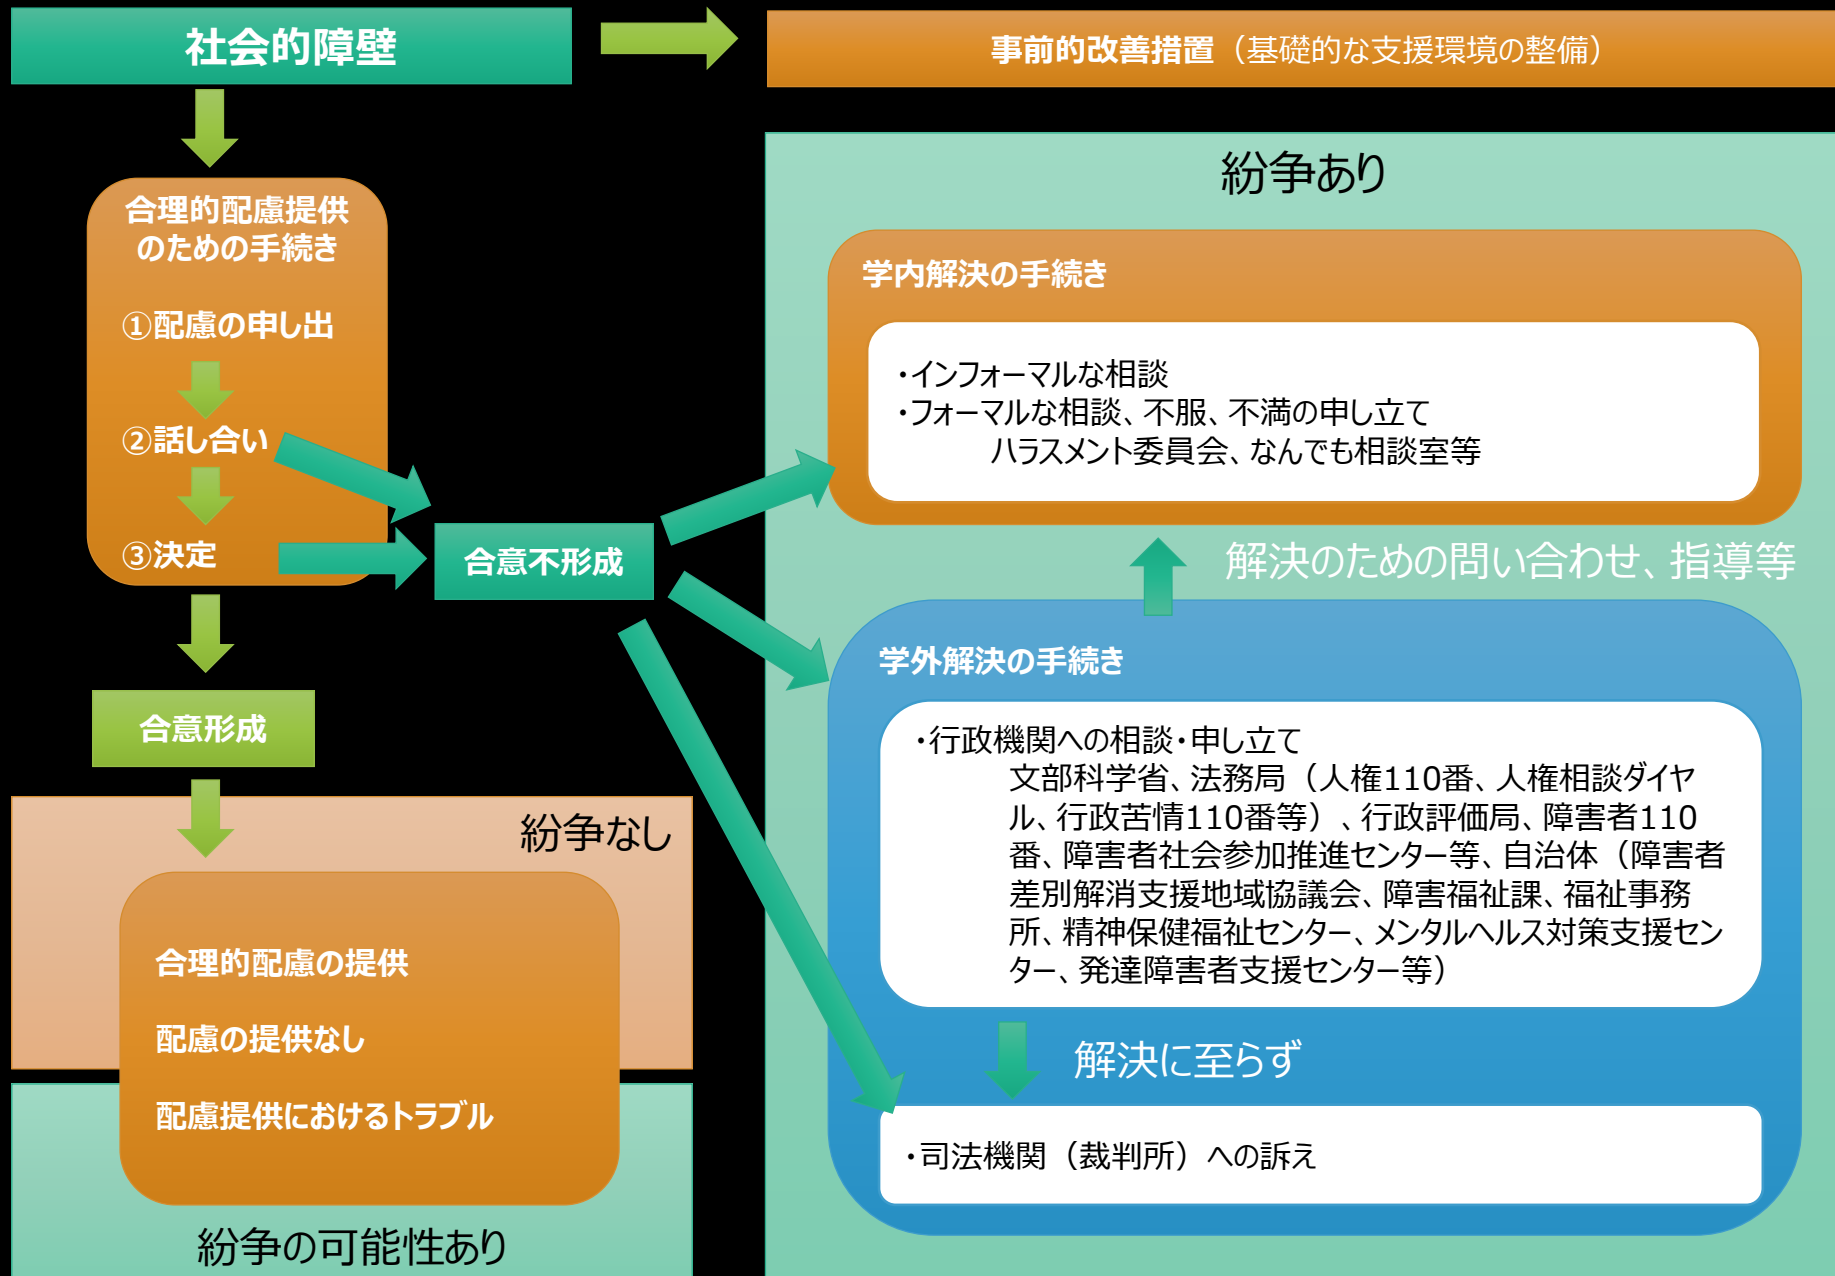 社会的障壁
事前的改善措置（基礎的な支援環境の整備）
合理的配慮提供
のための手続き
①配慮の申し出
②話し合い
③決定
合意不形成
合意形成
紛争なし
合理的配慮の提供
配慮の提供なし
配慮提供におけるトラブル
紛争の可能性あり
紛争あり
学内解決の手続き
・インフォーマルな相談
・フォーマルな相談、不服、不満の申し立て
ハラスメント委員会、なんでも相談室等
解決のための問い合わせ、指導等
学外解決の手続き
・行政機関への相談・申し立て
文部科学省、法務局（人権110番、人権相談ダイヤ
ル、行政苦情110番等）、行政評価局、障害者110
番、障害者社会参加推進センター等、自治体（障害者
差別解消支援地域協議会、障害福祉課、福祉事務
所、精神保健福祉センター、メンタルヘルス対策支援セン
ター、発達障害者支援センター等）
解決に至らず
・司法機関（裁判所）への訴え